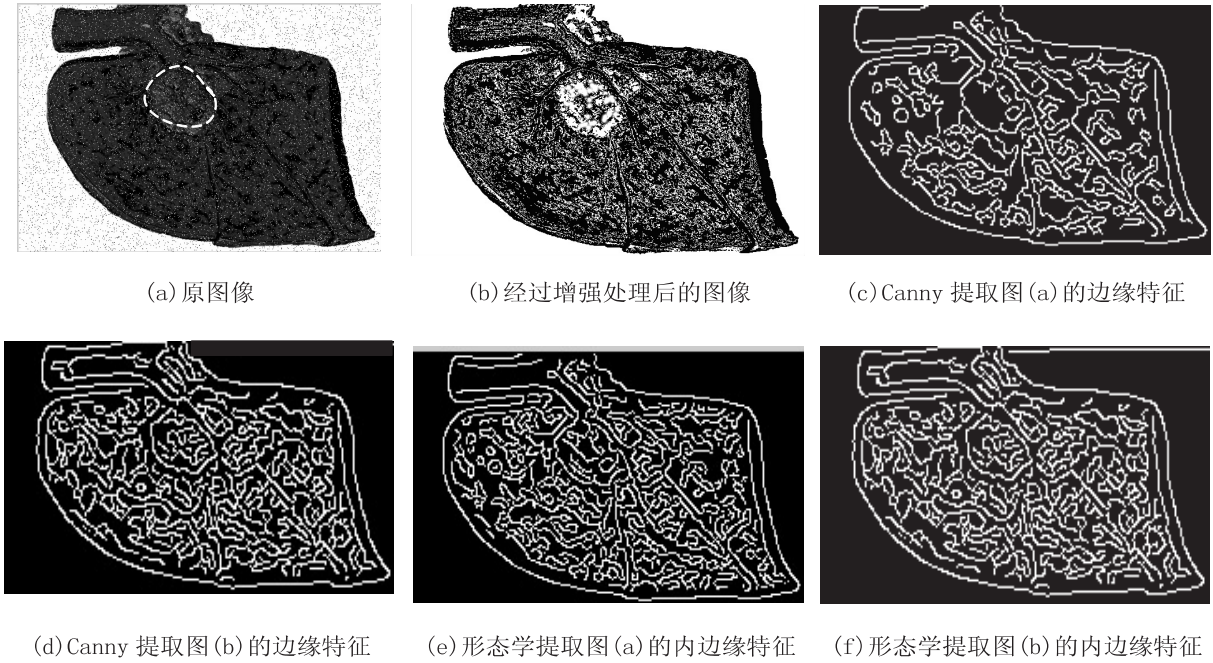 (a)原图像
(b)经过增强处理后的图像
(c)Canny 提取图(a)的边缘特征
(d)Canny 提取图(b)的边缘特征
(e)形态学提取图(a)的内边缘特征
(f)形态学提取图(b)的内边缘特征